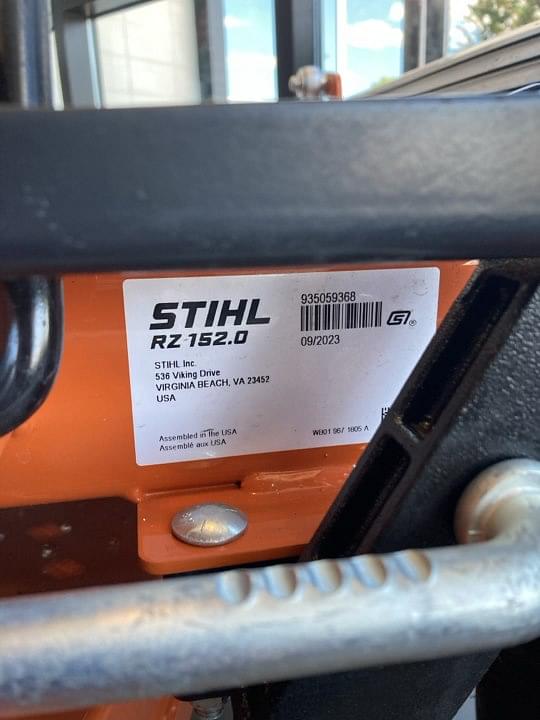 STIHL
RZ 152.0
STIHL Inc.
536 Viking Drive
VIRGINIA BEACH, VA 23452
USA
935059368
09/2023
Assembled in the USA
Assemblé aux USA
WB01 967 1805 A